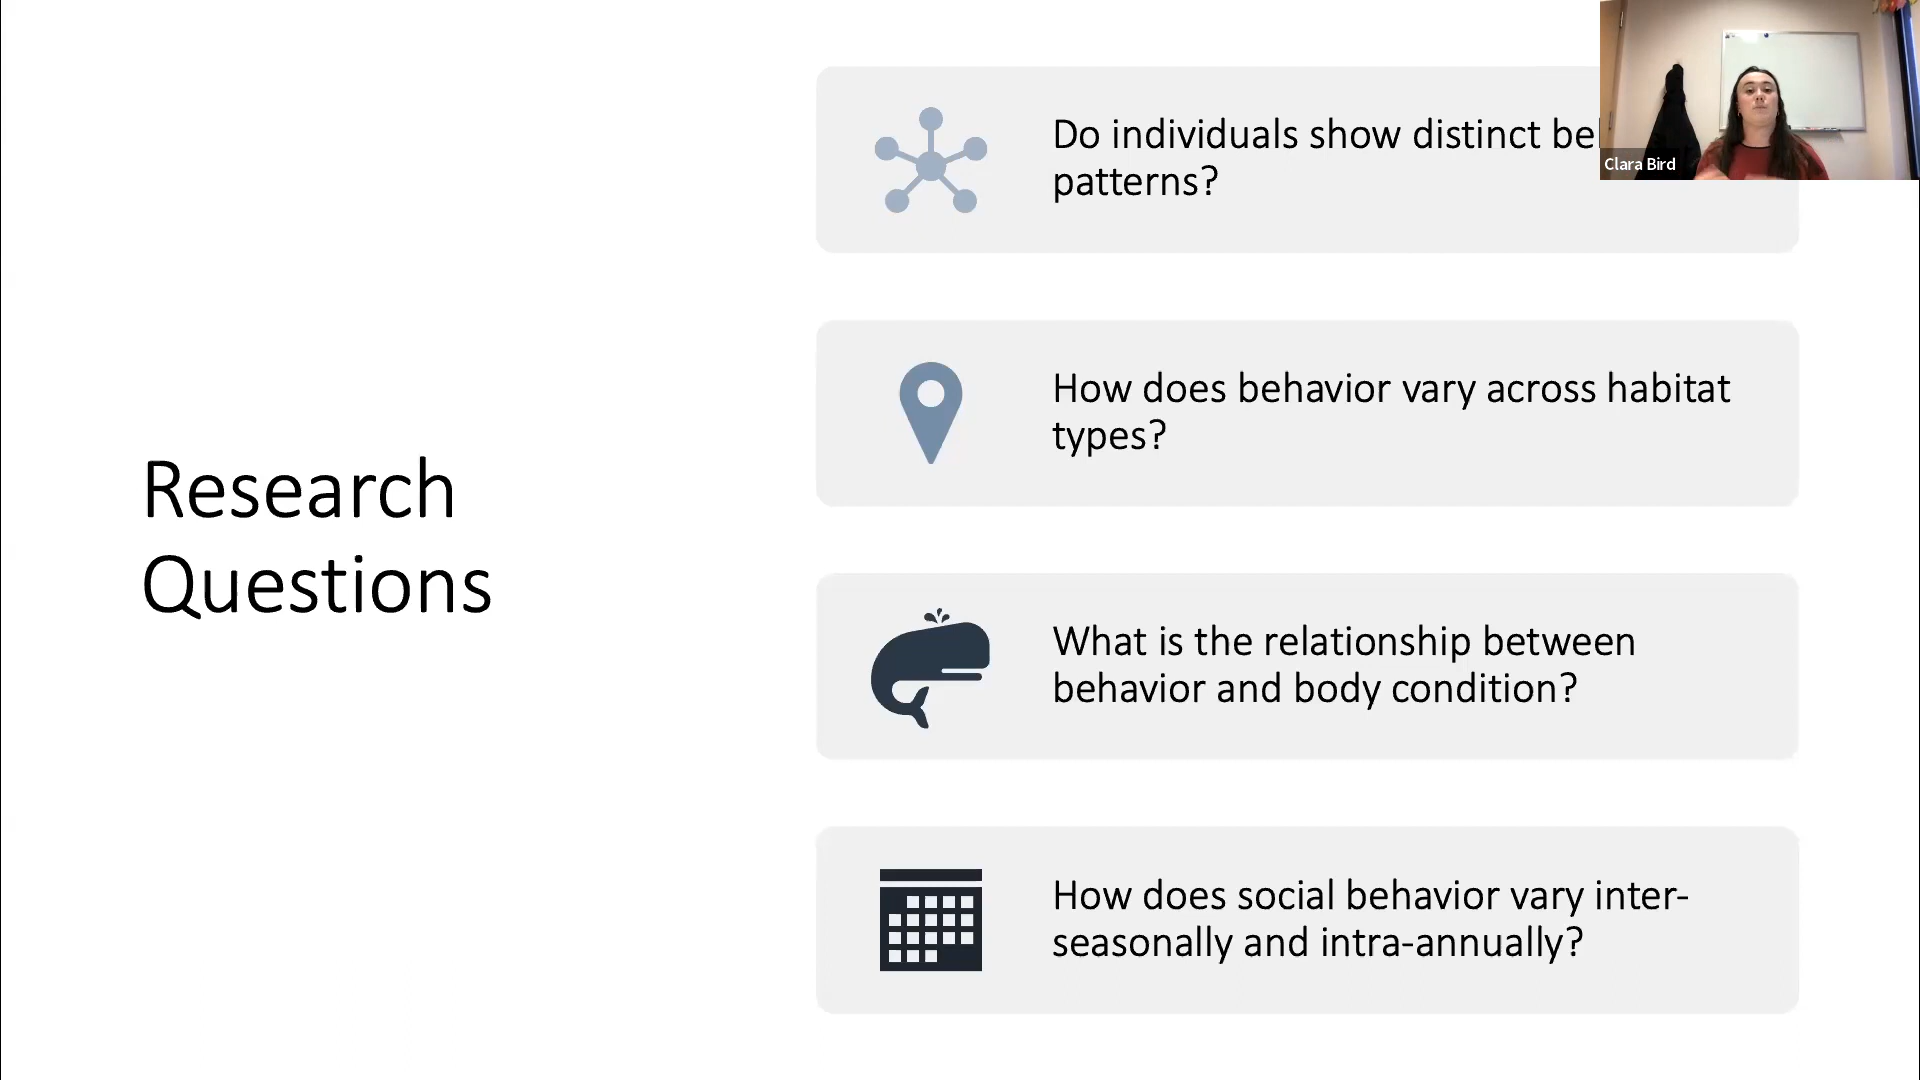 Research
Questions
Do individuals show distinct
patterns?
How does behavior vary across habitat
types?
What is the relationship between
behavior and body condition?
How does social behavior vary inter-
seasonally and intra-annually?
Clara Bird